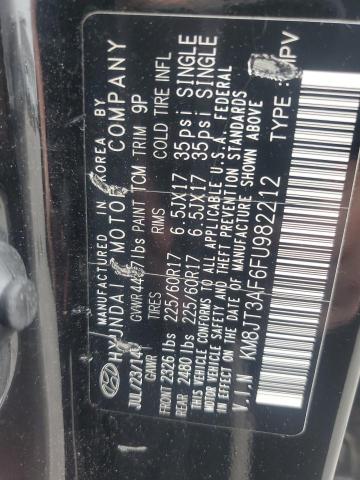 MANUFACTURED IN KOREA BY
HYUNDAI MOTOR COMPANY
JUL/23/14 GVWR 4447lbs PAINT TCM TRIM 9P
GAWR TIRES RIMS COLD TIRE INFL
FRONT 2326 lbs 225/60R17 6.5JX17 35psi SINGLE
REAR 2480 lbs 225/60R17 6.5JX17 35psi SINGLE
THIS VEHICLE CONFORMS TO ALL APPLICABLE U.S.A. FEDERAL
MOTOR VEHICLE SAFETY AND THEFT PREVENTION STANDARDS
IN EFFECT ON THE DATE OF MANUFACTURE SHOWN ABOVE
V.I.N KM8JT3AF6FU982212 TYPE : MPV